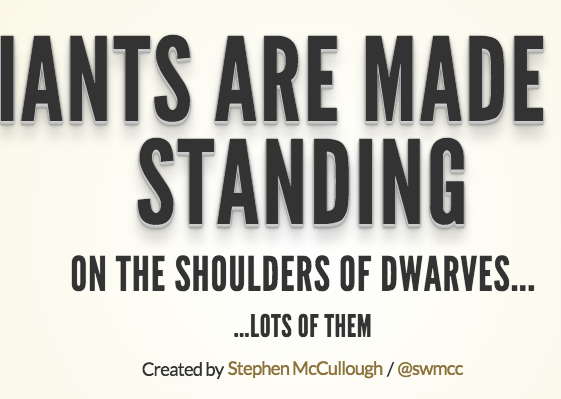 IANTS ARE MADE
STANDING
ON THE SHOULDERS OF DWARVES...
...LOTS OF THEM
Created by Stephen McCullough / @swmcc